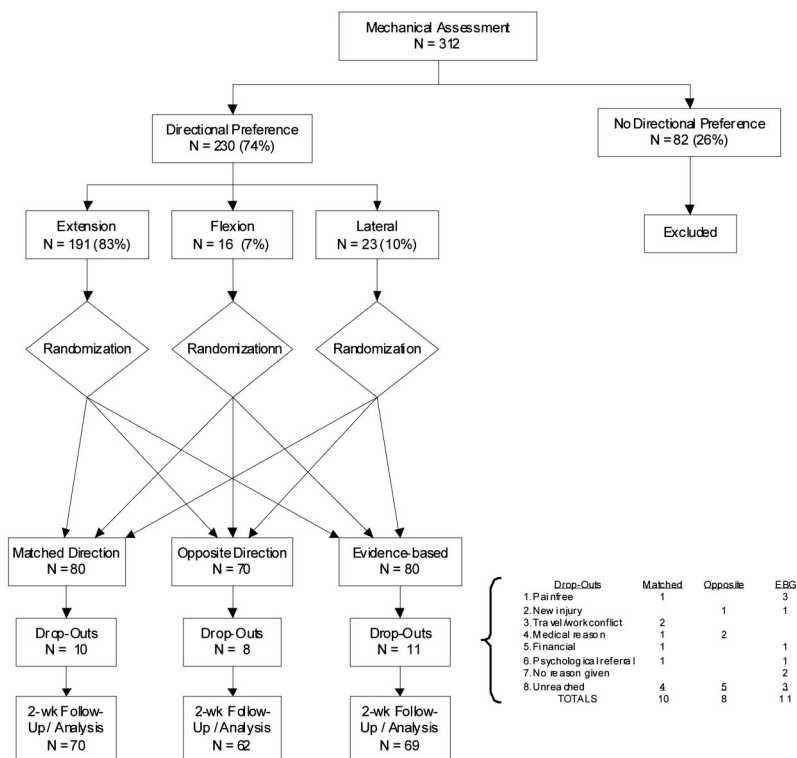 Mechanical Assessment
N = 312
Directional Preference
N = 230 (74%)
No Directional Preference
N = 82 (26%)
Extension
N = 191 (83%)
Flexion
N = 16 (7%)
Lateral
N = 23 (10%)
Excluded
Randomization
Randomizationn
Randomization
Matched Direction
N = 80
Opposite Direction
N = 70
Evidence-based
N = 80
Drop-Outs
N = 10
Drop-Outs
N = 8
Drop-Outs
N = 11
2-wk Follow-
Up / Analysis
N = 70
2-wk Follow-
Up / Analysis
N = 62
2-wk Follow-
Up / Analysis
N = 69
Drop-Outs Matched Opposite EBG
1. Painfree 1 3
2. New injury 1 1
3. Travel/work conflict 2
4. Medical reason 1 2
5. Financial 1 1
6. Psychological referral 1 1
7. No reason given 2
8. Unreached 4 5 3
TOTALS 10 8 11